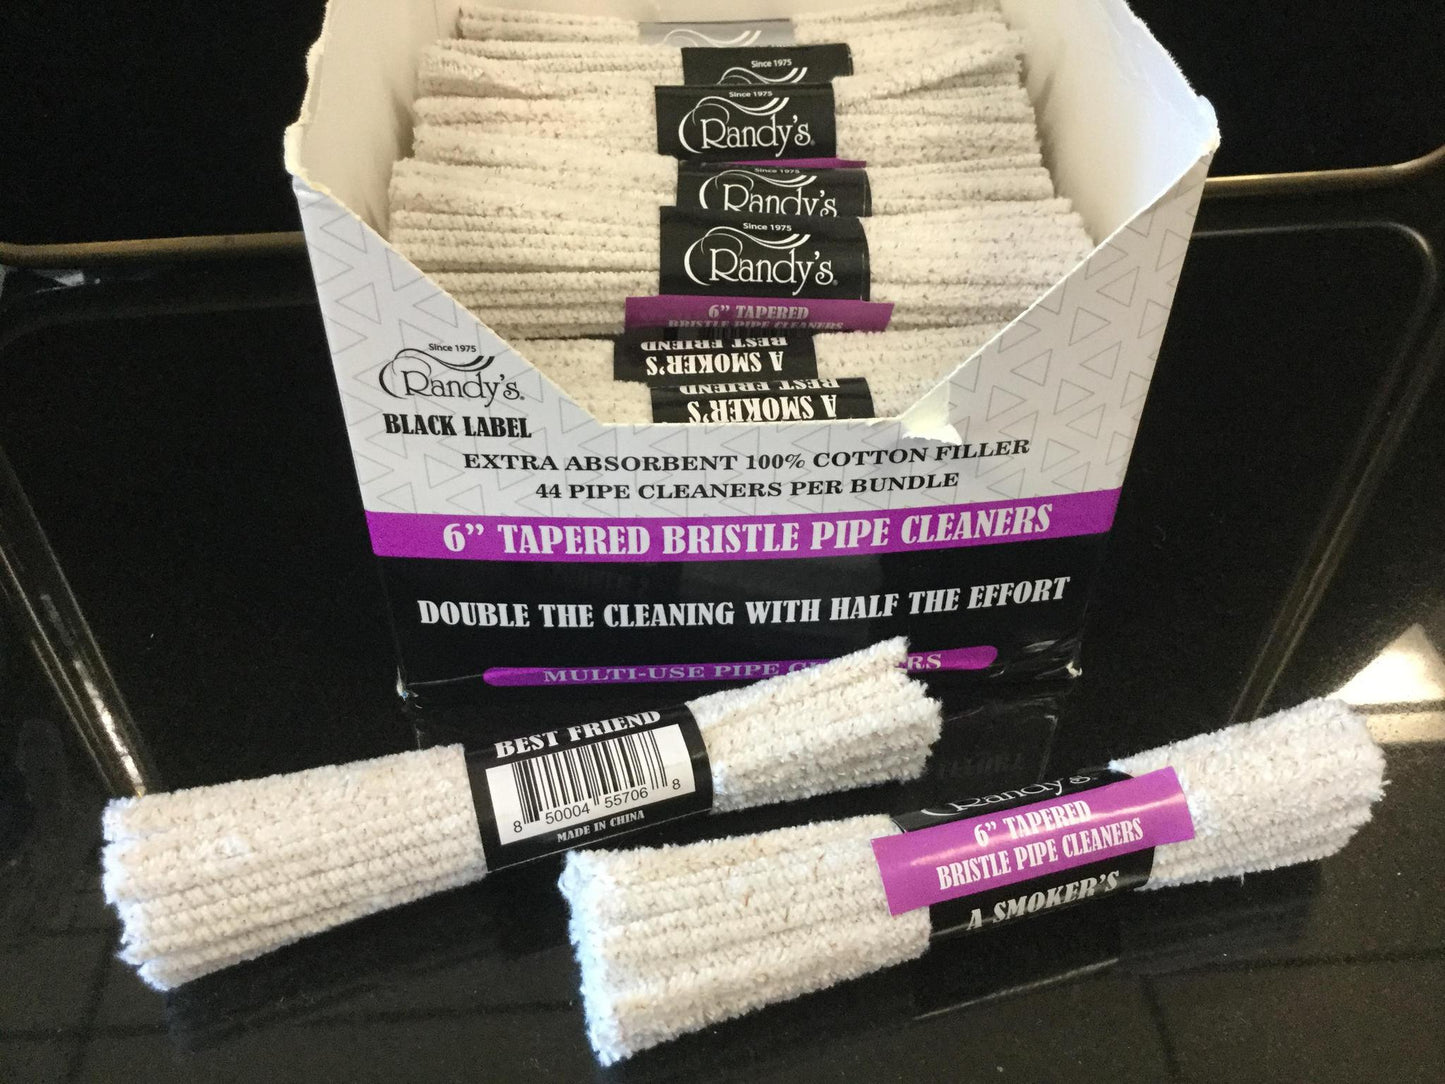 Since 1975
Since 1975
Randy's
Since 1975
Randy's
Since 1975
Randy's
6” TAPERED
BRISTLE PIPE CLEANERS
BEST FRIEND
A SMOKER'S
BEST FRIEND
A SMOKER'S
Since 1975
Randy's
BLACK LABEL
EXTRA ABSORBENT 100% COTTON FILLER
44 PIPE CLEANERS PER BUNDLE
6” TAPERED BRISTLE PIPE CLEANERS
DOUBLE THE CLEANING WITH HALF THE EFFORT
MULTI-USE PIPE
BEST FRIEND
8 50004 55706 8
MADE IN CHINA
Randy's
6” TAPERED
BRISTLE PIPE CLEANERS
A SMOKER'S